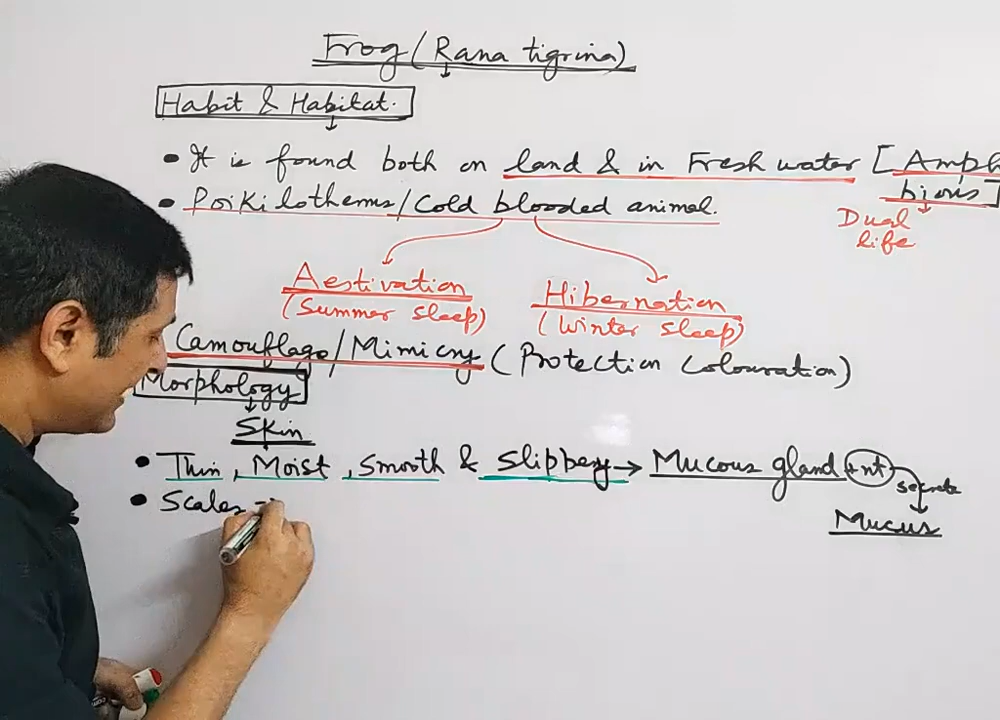 Frog (Rana tigrina)
Habit & Habitat.
• It is found both on land & in Fresh water [Amph
bious]
Dual
life
• Poikilotherms/Cold blooded animal.
Aestivation
(Summer sleep)
Hibernation
(Winter sleep)
Camouflage/Mimicry (Protection Colouration)
Morphology
Skin
• Thin, Moist, Smooth & Slippery → Mucous gland +nt
secrete
Mucus
• Scales